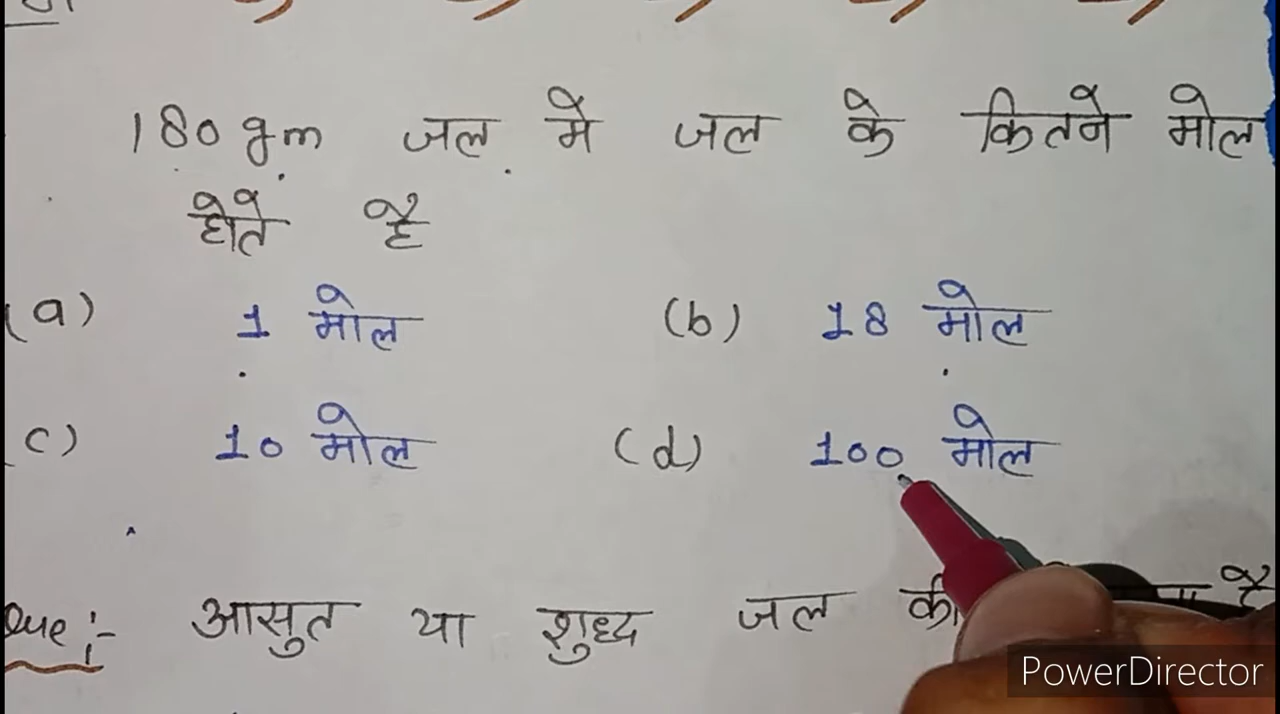 180 gm जल मे जल के कितने मोल
होते है
(a) 1 मोल (b) 18 मोल
(c) 10 मोल (d) 100 मोल
Que:- आसुत या शुद्ध जल की है
PowerDirector